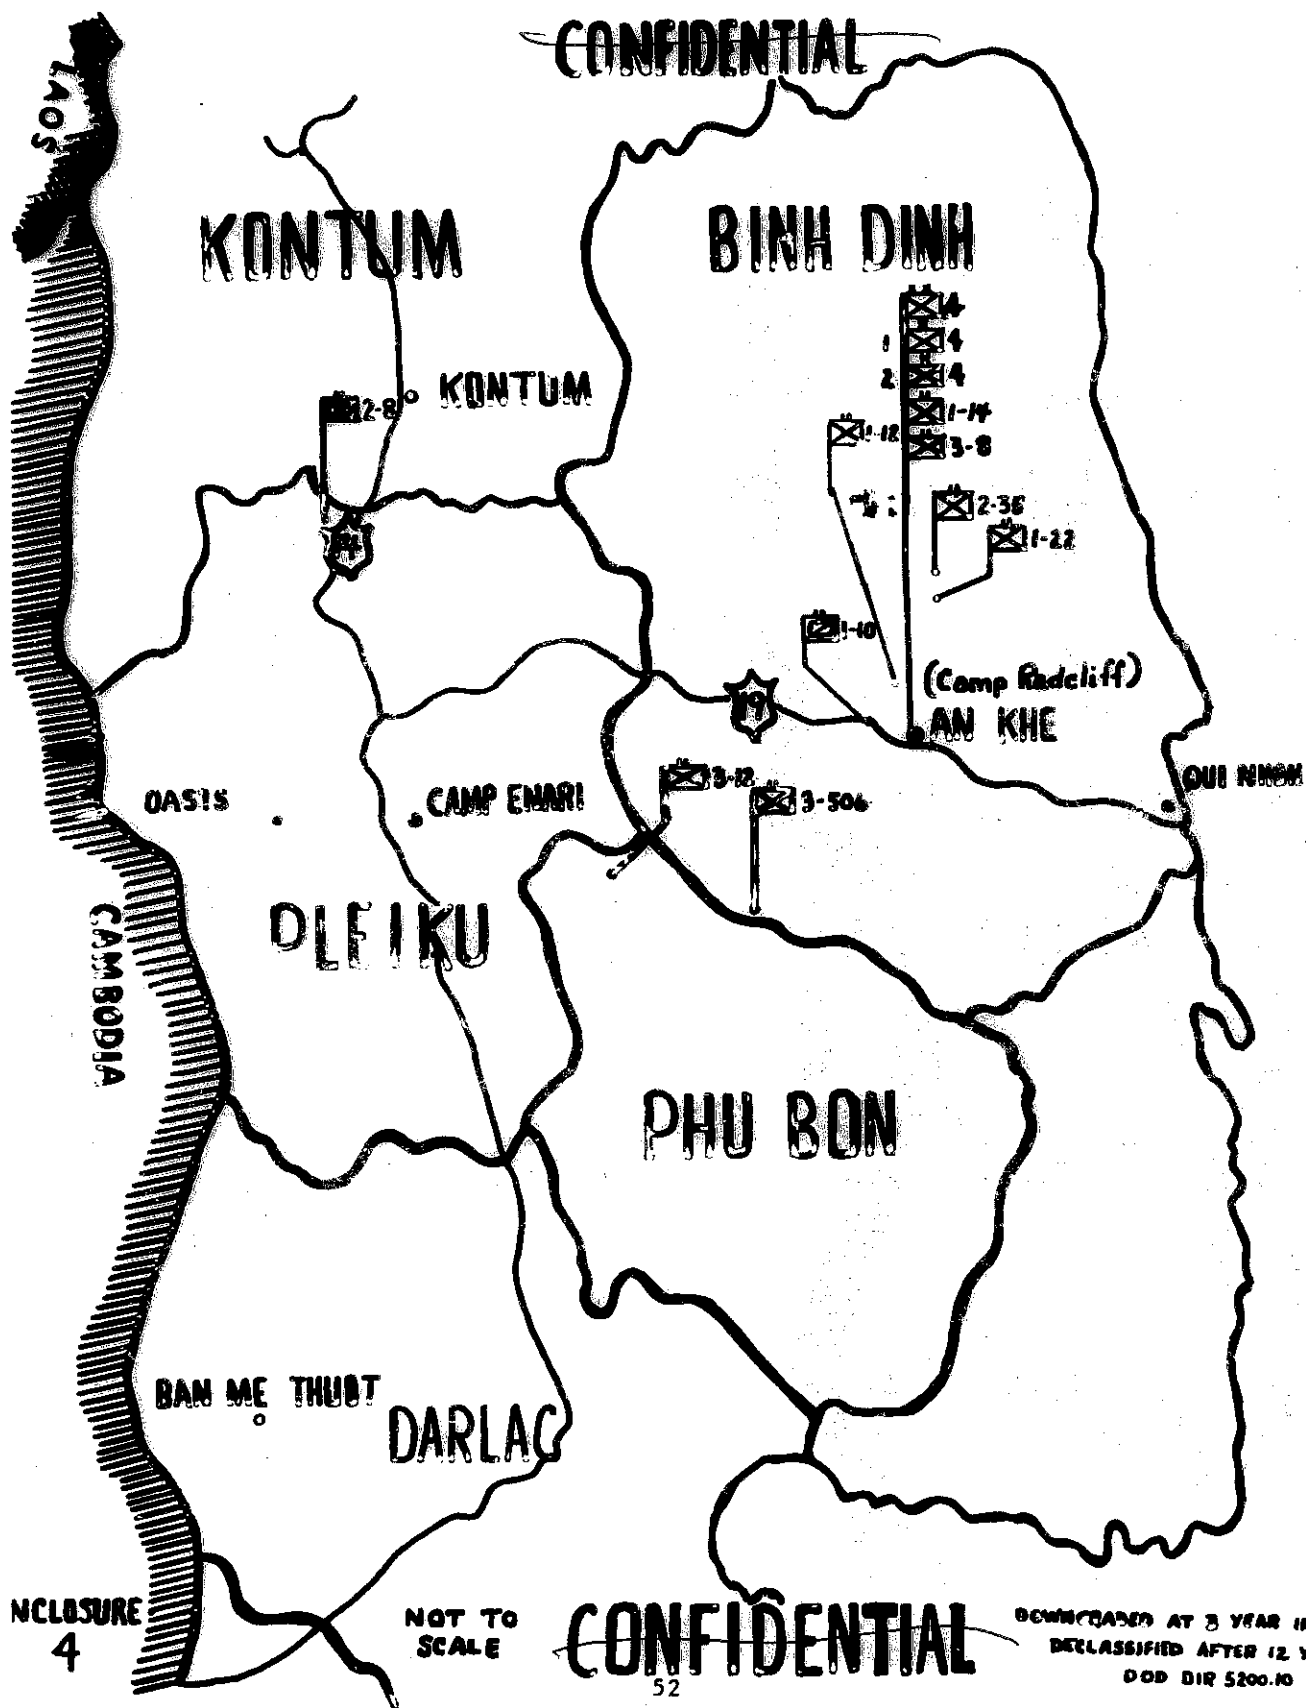 CONFIDENTIAL
LAOS
KONTUM
BINH DINH
4
1 4
2 4
KONTUM
2-8
1-14
1-12
3-8
2-35
1-22
14
1-10
(Camp Radcliff)
19
AN KHE
3-12
QUI NHON
OASIS
CAMP ENARI
3-506
CAMBODIA
PLEIKU
PHU BON
BAN ME THUOT
DARLAC
NCLOSURE
4
NOT TO
SCALE
CONFIDENTIAL
DOWNGRADED AT 3 YEAR
DECLASSIFIED AFTER 12
DOD DIR 5200.10
52